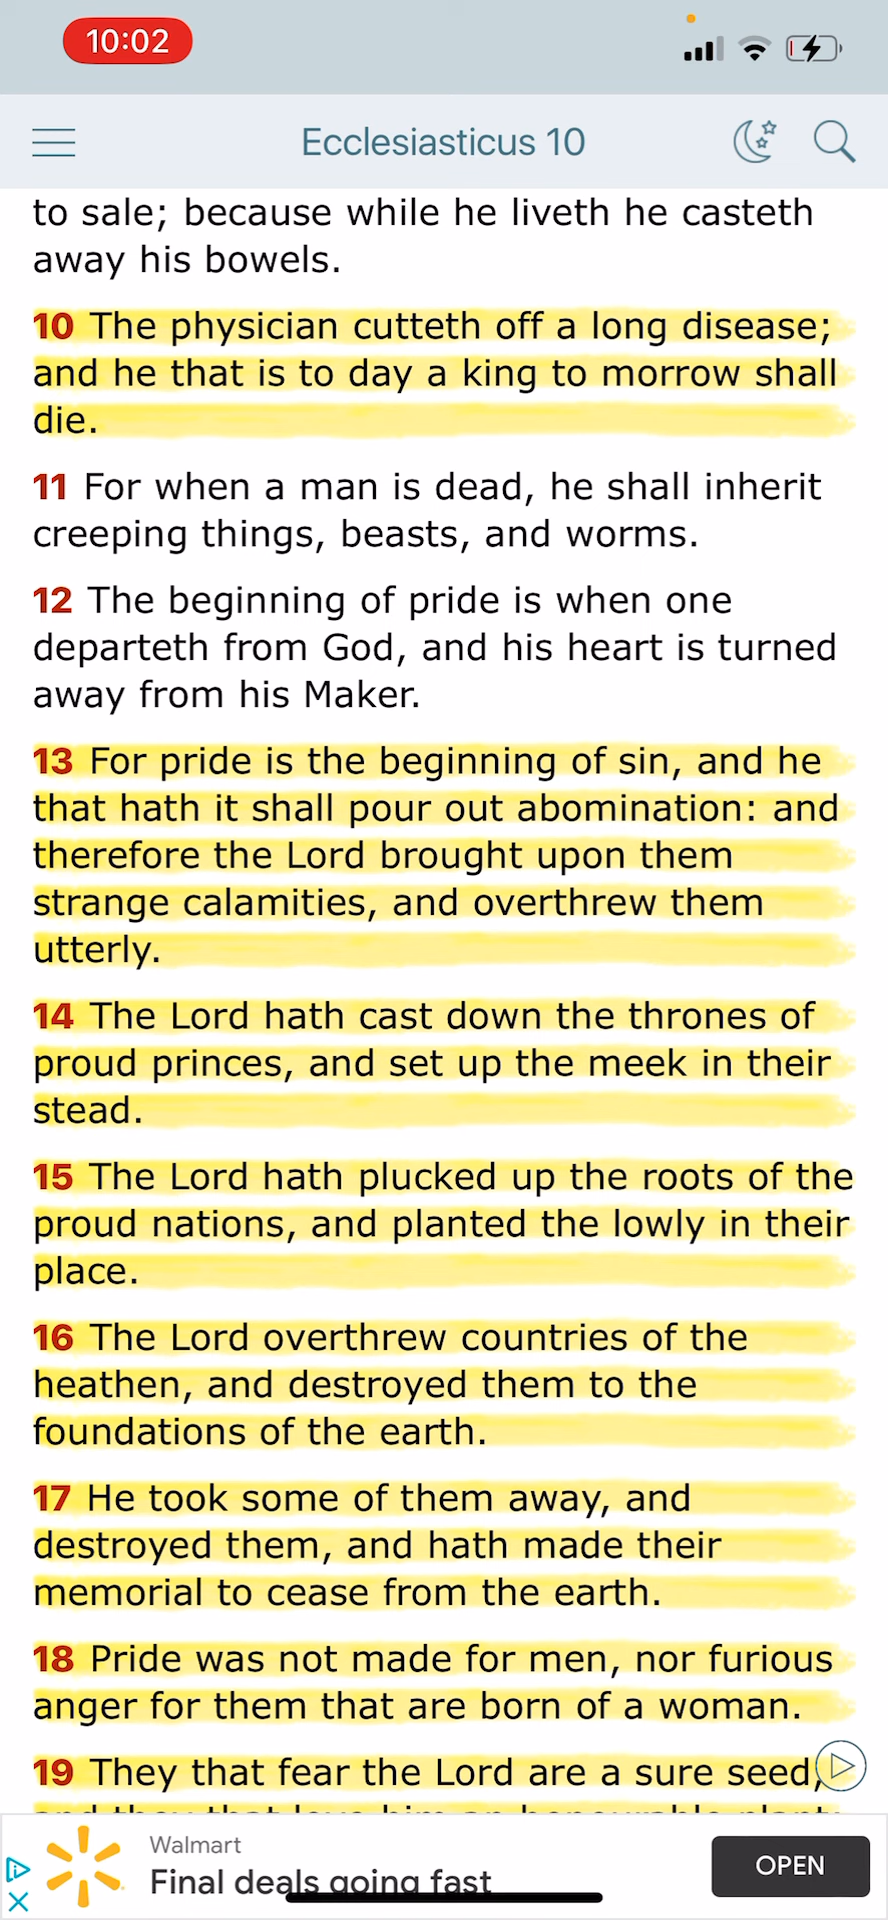 10:02
Ecclesiasticus 10
to sale; because while he liveth he casteth
away his bowels.
10 The physician cutteth off a long disease;
and he that is to day a king to morrow shall
die.
11 For when a man is dead, he shall inherit
creeping things, beasts, and worms.
12 The beginning of pride is when one
departeth from God, and his heart is turned
away from his Maker.
13 For pride is the beginning of sin, and he
that hath it shall pour out abomination: and
therefore the Lord brought upon them
strange calamities, and overthrew them
utterly.
14 The Lord hath cast down the thrones of
proud princes, and set up the meek in their
stead.
15 The Lord hath plucked up the roots of the
proud nations, and planted the lowly in their
place.
16 The Lord overthrew countries of the
heathen, and destroyed them to the
foundations of the earth.
17 He took some of them away, and
destroyed them, and hath made their
memorial to cease from the earth.
18 Pride was not made for men, nor furious
anger for them that are born of a woman.
19 They that fear the Lord are a sure seed,
and they that love him an honourable plant:
Walmart
Final deals going fast
OPEN